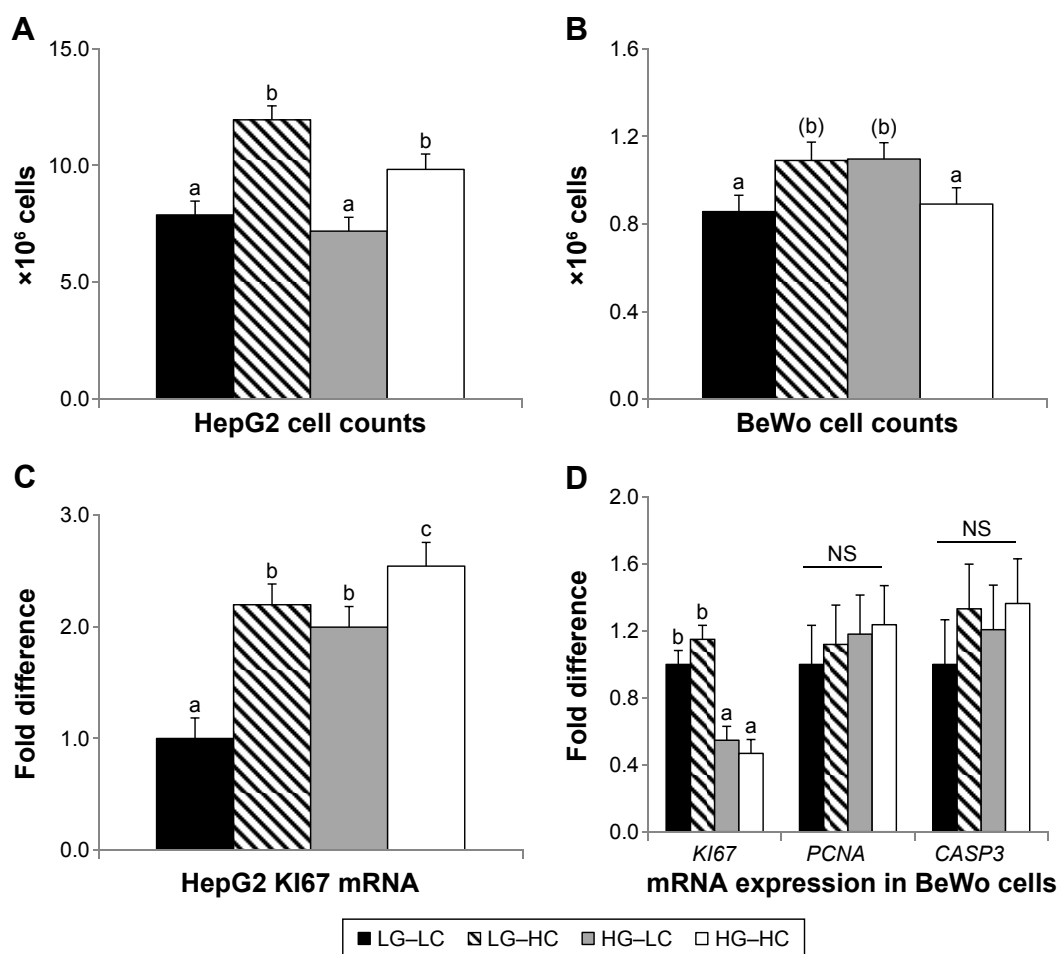 A
15.0
10.0
5.0
0.0
×10⁶ cells
a
b
a
b
HepG2 cell counts
B
1.6
1.2
0.8
0.4
0.0
×10⁶ cells
a
(b)
(b)
a
BeWo cell counts
C
3.0
2.0
1.0
0.0
Fold difference
a
b
b
c
HepG2 KI67 mRNA
D
2.0
1.6
1.2
0.8
0.4
0.0
Fold difference
b
b
a
a
NS
NS
KI67 PCNA CASP3
mRNA expression in BeWo cells
LG–LC LG–HC HG–LC HG–HC